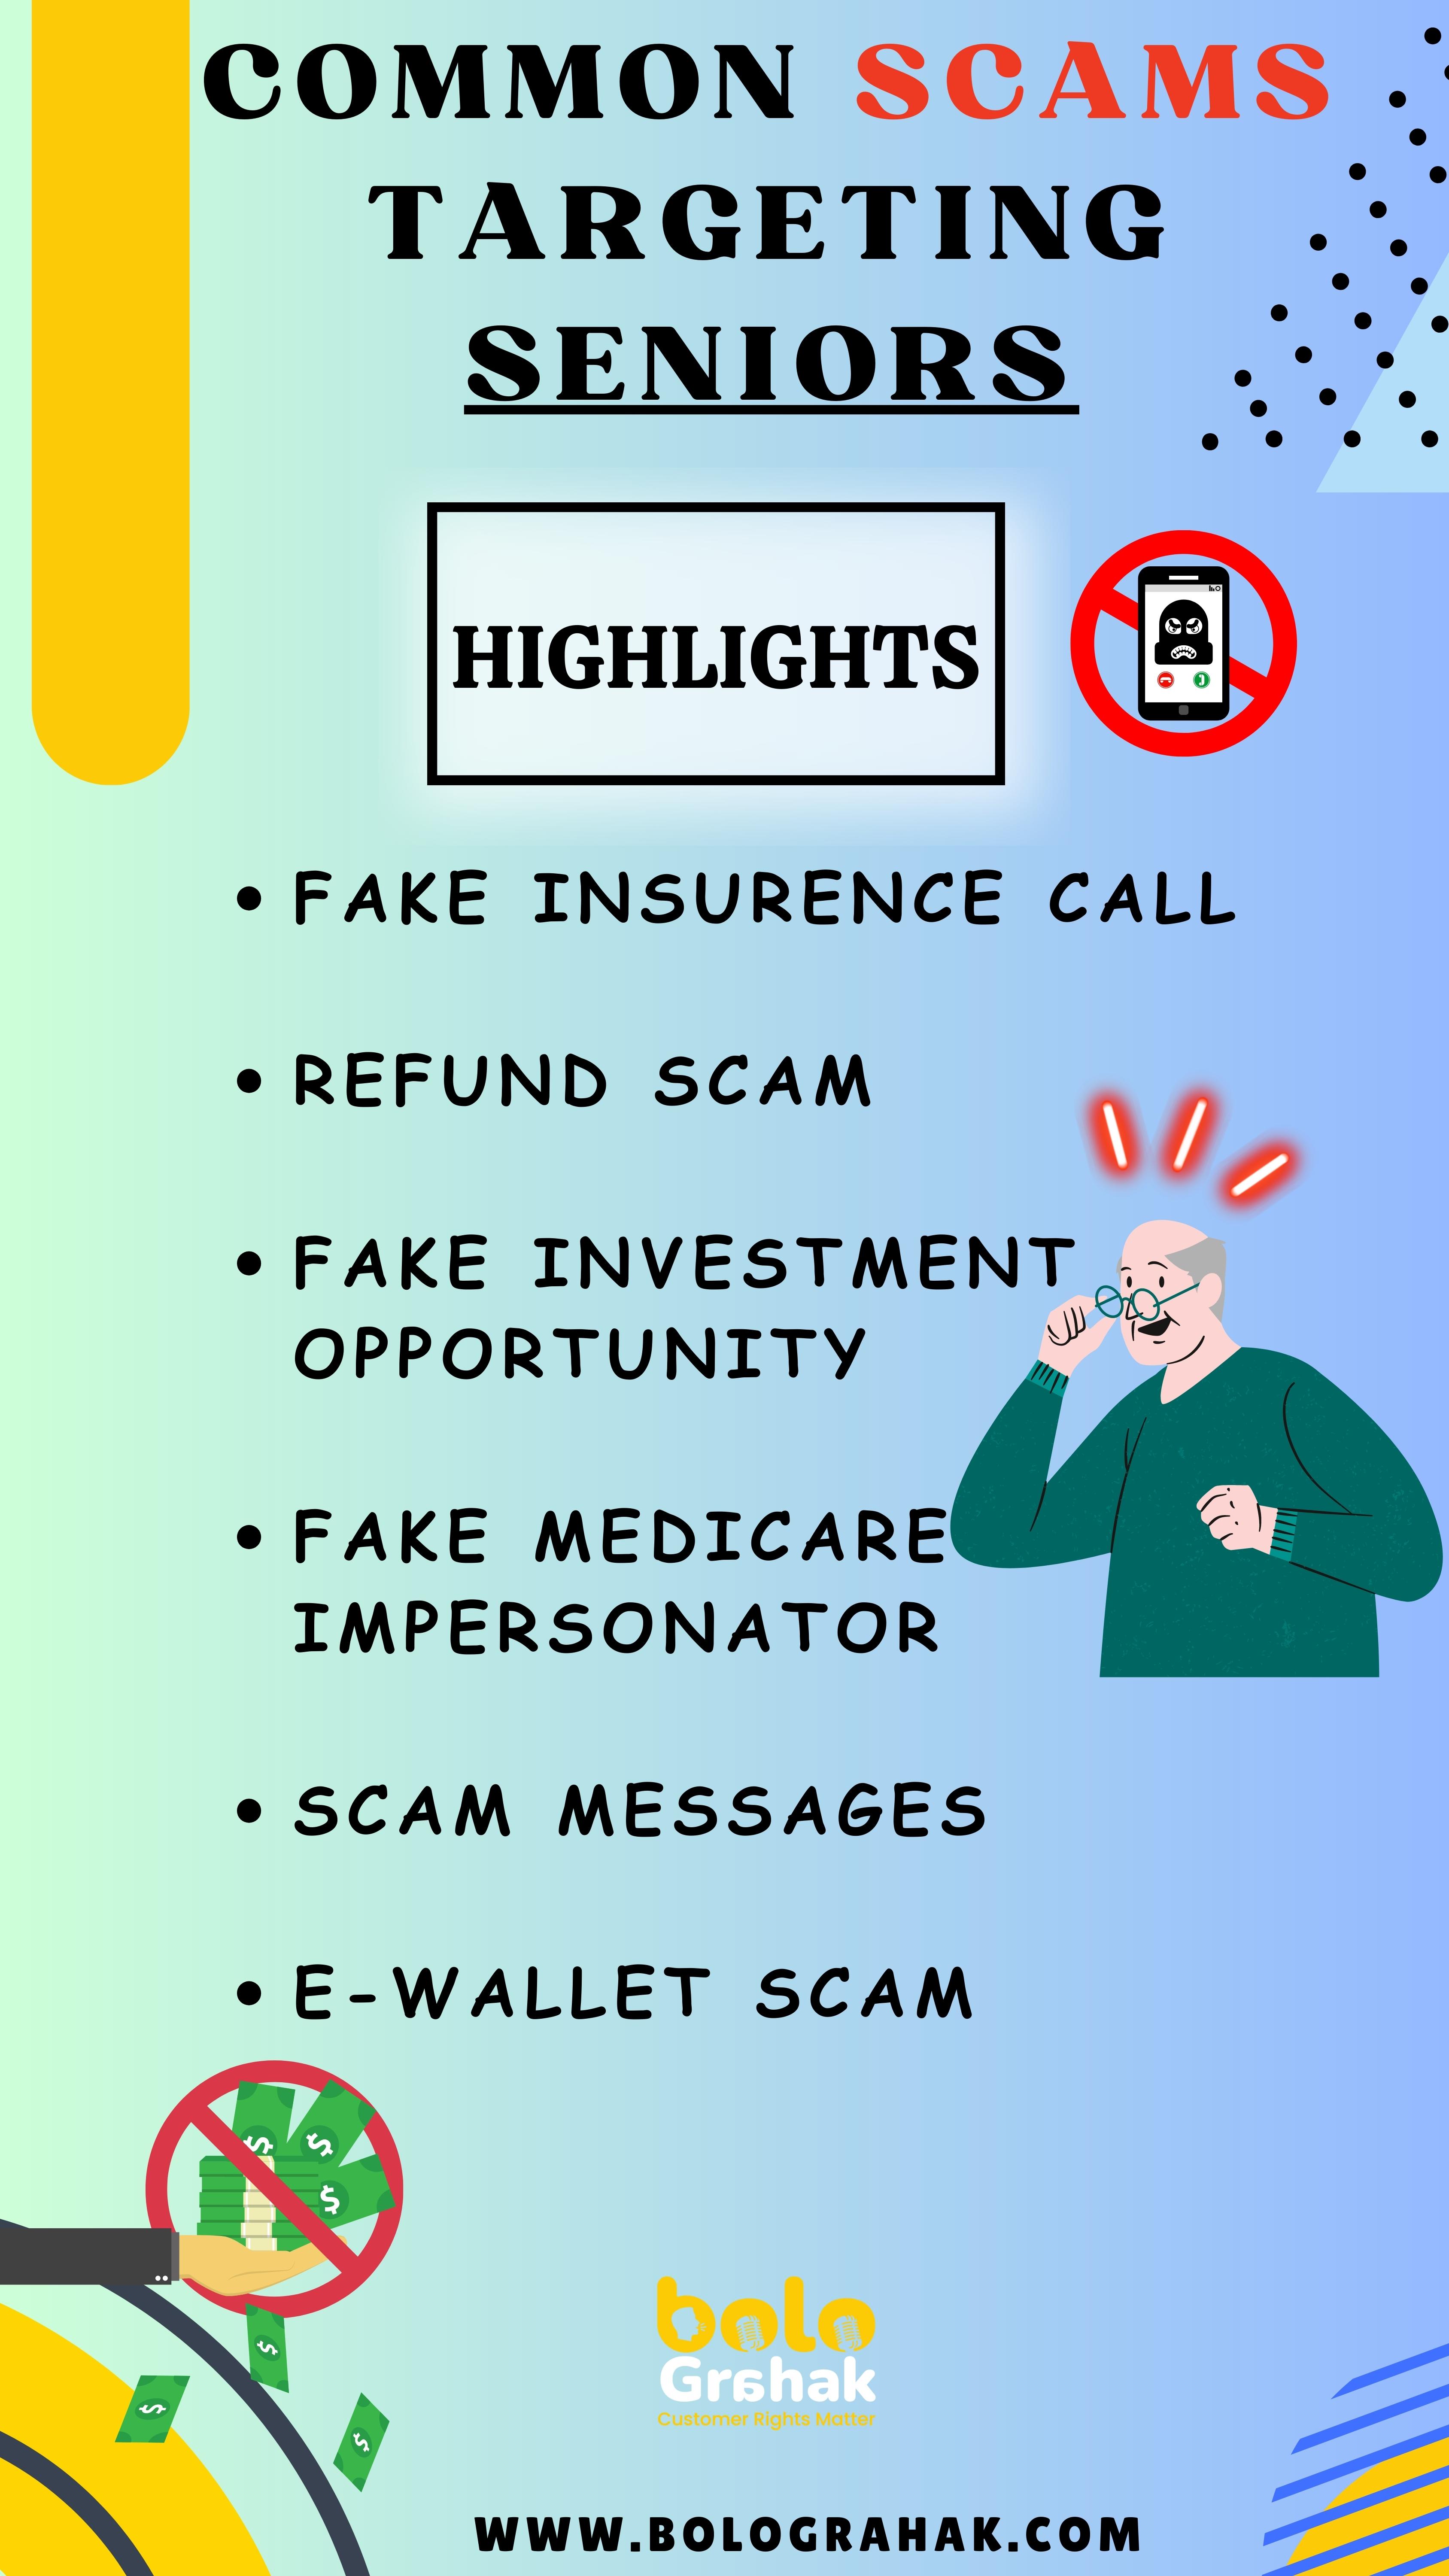 COMMON SCAMS
TARGETING
SENIORS
HIGHLIGHTS
• FAKE INSURENCE CALL
• REFUND SCAM
• FAKE INVESTMENT
OPPORTUNITY
• FAKE MEDICARE
IMPERSONATOR
• SCAM MESSAGES
• E-WALLET SCAM
bolo
Grahak
Customer Rights Matter
WWW.BOLOGRAHAK.COM